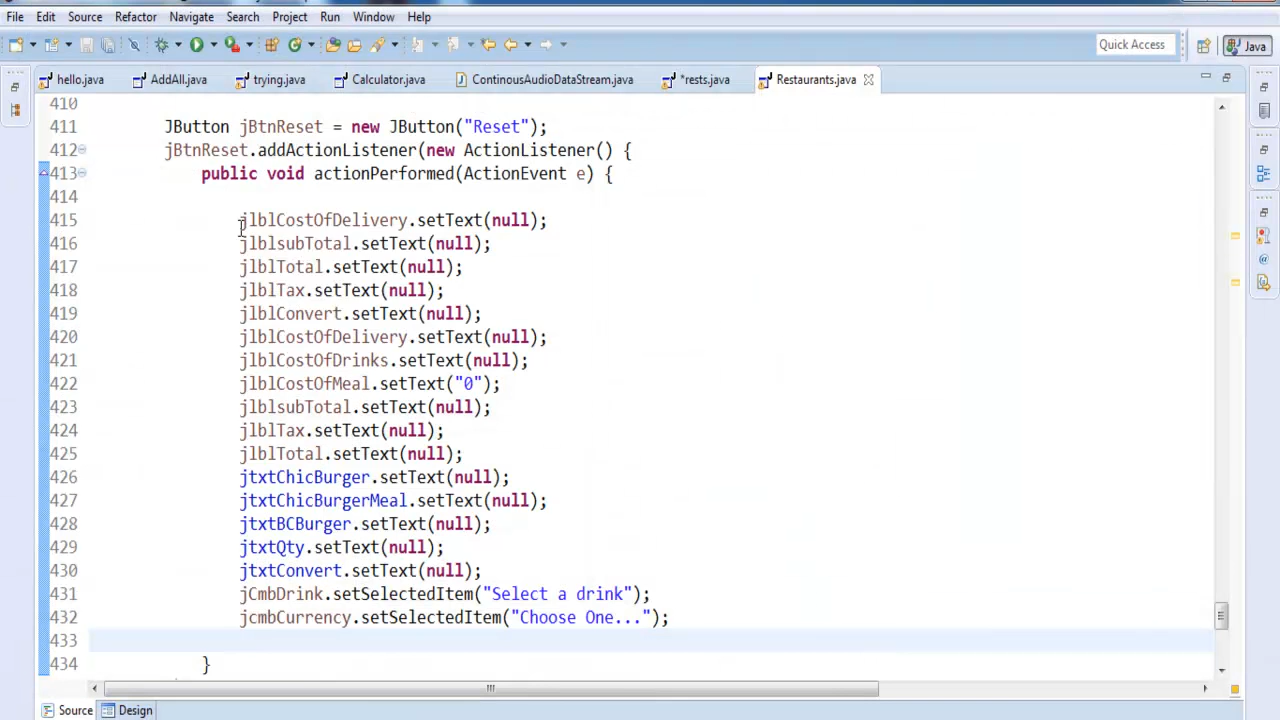 File Edit Source Refactor Navigate Search Project Run Window Help
Quick Access Java
hello.java AddAll.java trying.java Calculator.java ContinousAudioDataStream.java *rests.java Restaurants.java
410
411 JButton jBtnReset = new JButton("Reset");
412 jBtnReset.addActionListener(new ActionListener() {
413 public void actionPerformed(ActionEvent e) {
414
415 jlblCostOfDelivery.setText(null);
416 jlblsubTotal.setText(null);
417 jlblTotal.setText(null);
418 jlblTax.setText(null);
419 jlblConvert.setText(null);
420 jlblCostOfDelivery.setText(null);
421 jlblCostOfDrinks.setText(null);
422 jlblCostOfMeal.setText("0");
423 jlblsubTotal.setText(null);
424 jlblTax.setText(null);
425 jlblTotal.setText(null);
426 jtxtChicBurger.setText(null);
427 jtxtChicBurgerMeal.setText(null);
428 jtxtBCBurger.setText(null);
429 jtxtQty.setText(null);
430 jtxtConvert.setText(null);
431 jCmbDrink.setSelectedItem("Select a drink");
432 jcmbCurrency.setSelectedItem("Choose One...");
433
434 }
Source Design